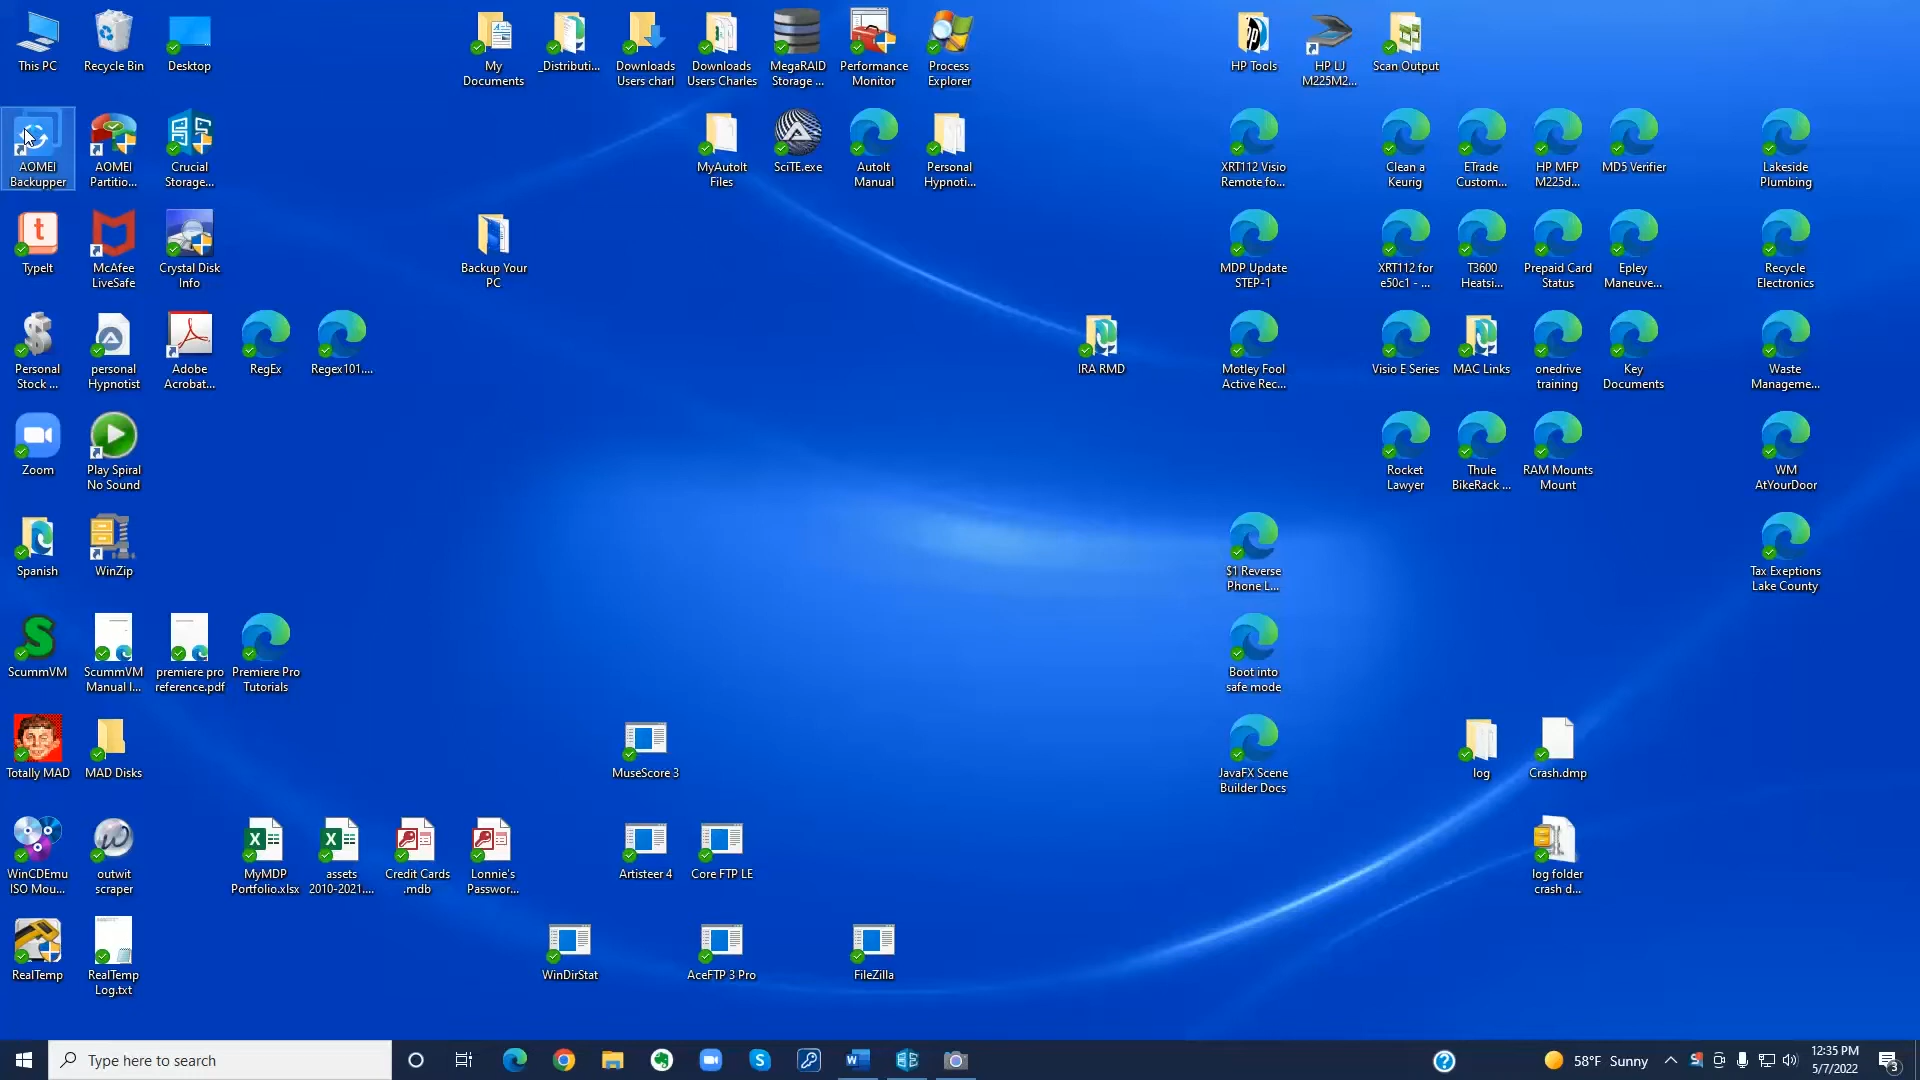 This PC
Recycle Bin
Desktop
My
Documents
_Distributi...
Downloads
Users charl
Downloads
Users Charles
MegaRAID
Storage ...
Performance
Monitor
Process
Explorer
HP Tools
HP LJ
M225M2...
Scan Output
AOMEI
Backupper
AOMEI
Partitio...
Crucial
Storage...
MyAutoIt
Files
SciTE.exe
AutoIt
Manual
Personal
Hypnoti...
XRT112 Visio
Remote fo...
Clean a
Keurig
ETrade
Custom...
HP MFP
M225d...
MD5 Verifier
Lakeside
Plumbing
TypeIt
McAfee
LiveSafe
Crystal Disk
Info
Backup Your
PC
MDP Update
STEP-1
XRT112 for
e50c1 - ...
T3600
Heatsi...
Prepaid Card
Status
Epley
Maneuve...
Recycle
Electronics
Personal
Stock ...
personal
Hypnotist
Adobe
Acrobat...
RegEx
Regex101....
IRA RMD
Motley Fool
Active Rec...
Visio E Series
MAC Links
onedrive
training
Key
Documents
Waste
Manageme...
Zoom
Play Spiral
No Sound
Rocket
Lawyer
Thule
BikeRack ...
RAM Mounts
Mount
WM
AtYourDoor
Spanish
WinZip
$1 Reverse
Phone L...
Tax Exeptions
Lake County
ScummVM
ScummVM
Manual I...
premiere pro
reference.pdf
Premiere Pro
Tutorials
Boot into
safe mode
Totally MAD
MAD Disks
MuseScore 3
JavaFX Scene
Builder Docs
log
Crash.dmp
WinCDEmu
ISO Mou...
outwit
scraper
MyMDP
Portfolio.xlsx
assets
2010-2021....
Credit Cards
.mdb
Lonnie's
Passwor...
Artisteer 4
Core FTP LE
log folder
crash d...
RealTemp
RealTemp
Log.txt
WinDirStat
AceFTP 3 Pro
FileZilla
Type here to search
58°F Sunny
12:35 PM
5/7/2022
3